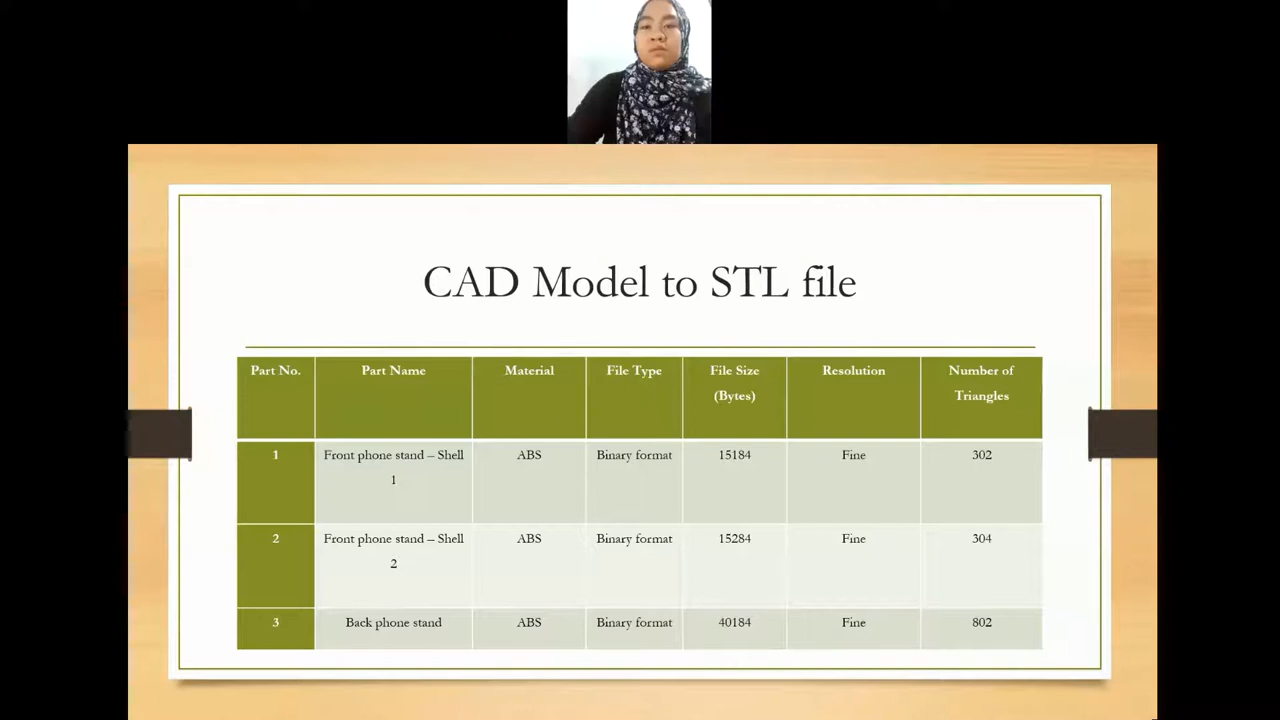 CAD Model to STL file
Part No. Part Name Material File Type File Size (Bytes) Resolution Number of Triangles
1 Front phone stand – Shell 1 ABS Binary format 15184 Fine 302
2 Front phone stand – Shell 2 ABS Binary format 15284 Fine 304
3 Back phone stand ABS Binary format 40184 Fine 802